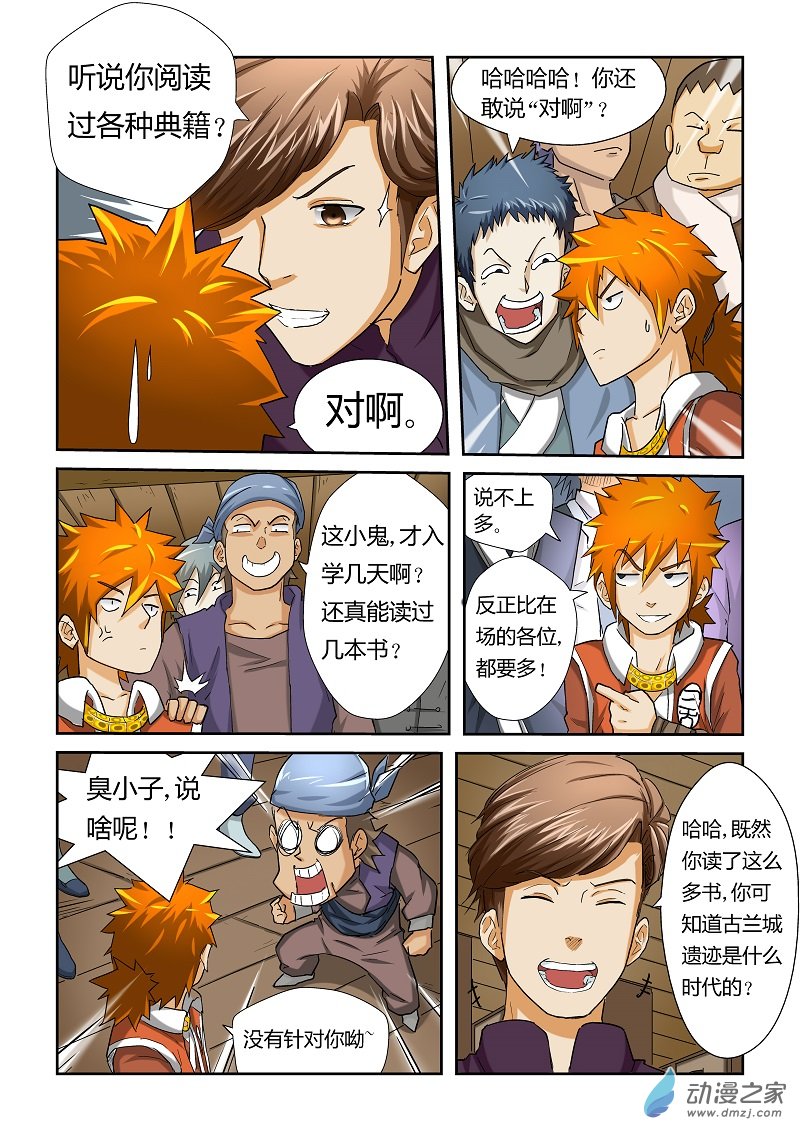 听说你阅读
过各种典籍？
对啊。
哈哈哈哈！你还
敢说“对啊”？
这小鬼，才入
学几天啊？
还真能读过
几本书？
说不上
多。
反正比在
场的各位，
都要多！
臭小子，说
啥呢！！
没有针对你呦~
哈哈，既然
你读了这么
多书，你可
知道古兰城
遗迹是什么
时代的？
动漫之家
www.dmzj.com